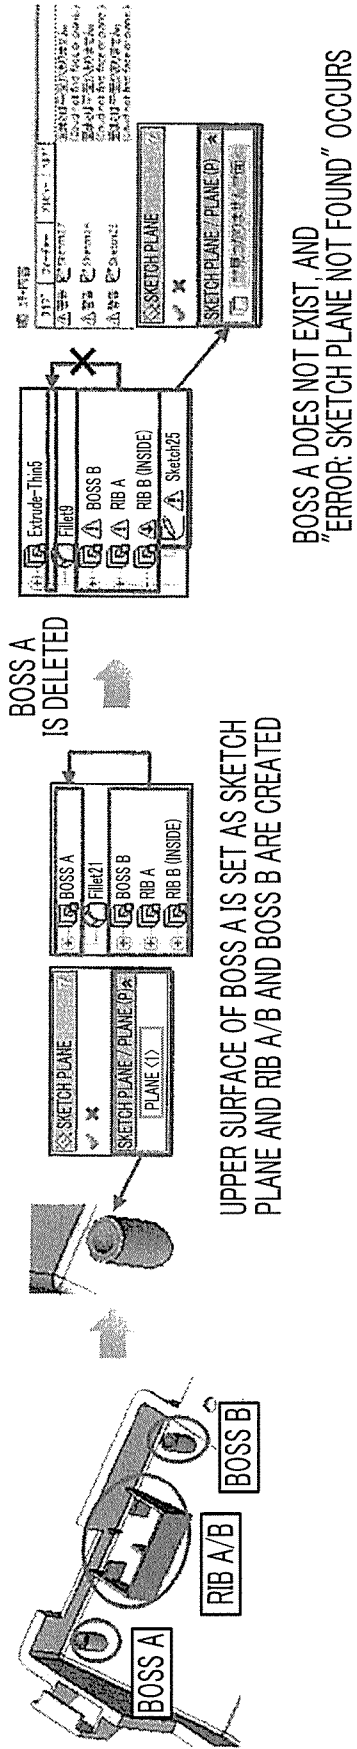 BOSS A
RIB A/B
BOSS B
SKETCH PLANE
SKETCH PLANE / PLANE (P)
PLANE <1>
BOSS A
Fillet21
BOSS B
RIB A
RIB B (INSIDE)
UPPER SURFACE OF BOSS A IS SET AS SKETCH
PLANE AND RIB A/B AND BOSS B ARE CREATED
BOSS A
IS DELETED
Extrude-Thin5
Fillet9
BOSS B
RIB A
RIB B (INSIDE)
Sketch25
SKETCH PLANE
SKETCH PLANE / PLANE (P)
BOSS A DOES NOT EXIST, AND
"ERROR: SKETCH PLANE NOT FOUND" OCCURS